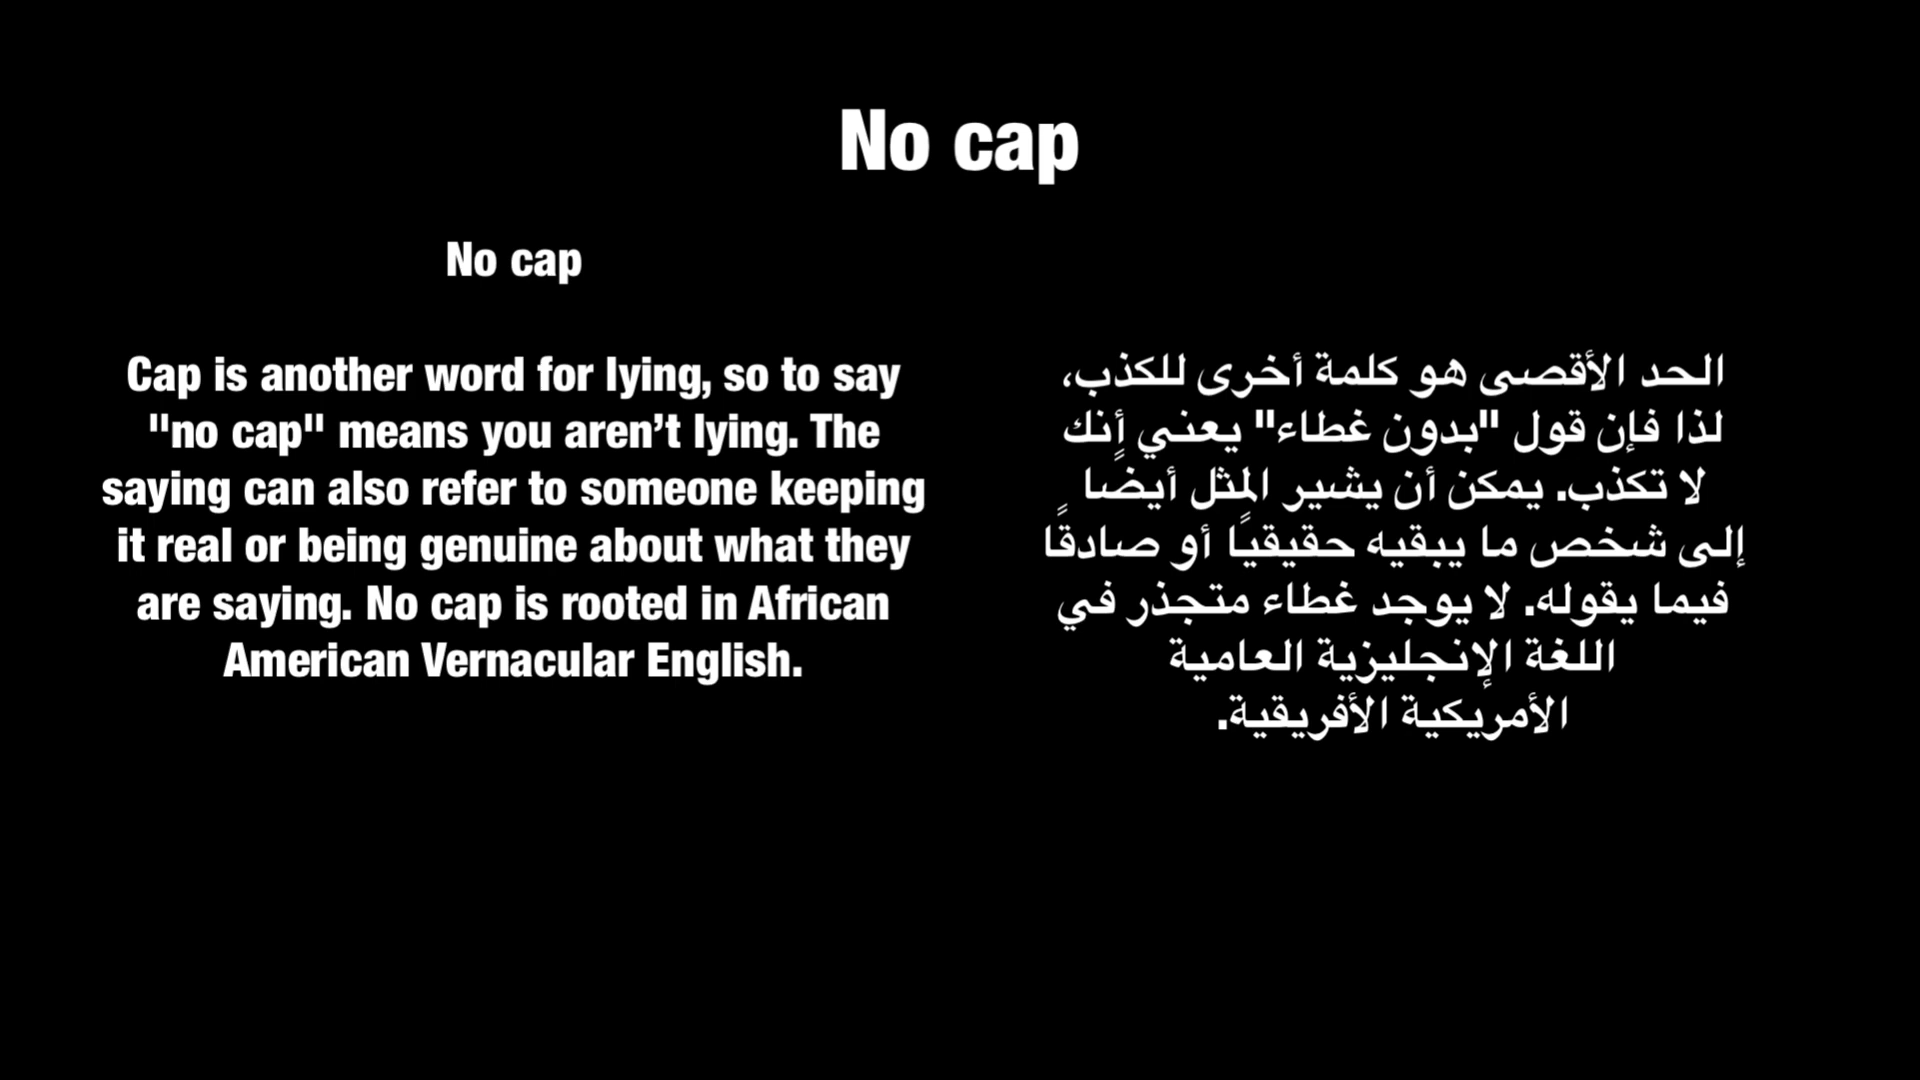 No cap
No cap
Cap is another word for lying, so to say
"no cap" means you aren’t lying. The
saying can also refer to someone keeping
it real or being genuine about what they
are saying. No cap is rooted in African
American Vernacular English.
الحد الأقصى هو كلمة أخرى للكذب،
لذا فإن قول "بدون غطاء" يعني أنك
لا تكذب. يمكن أن يشير المثل أيضًا
إلى شخص ما يبقيه حقيقيًا أو صادقًا
فيما يقوله. لا يوجد غطاء متجذر في
اللغة الإنجليزية العامية
الأمريكية الأفريقية.